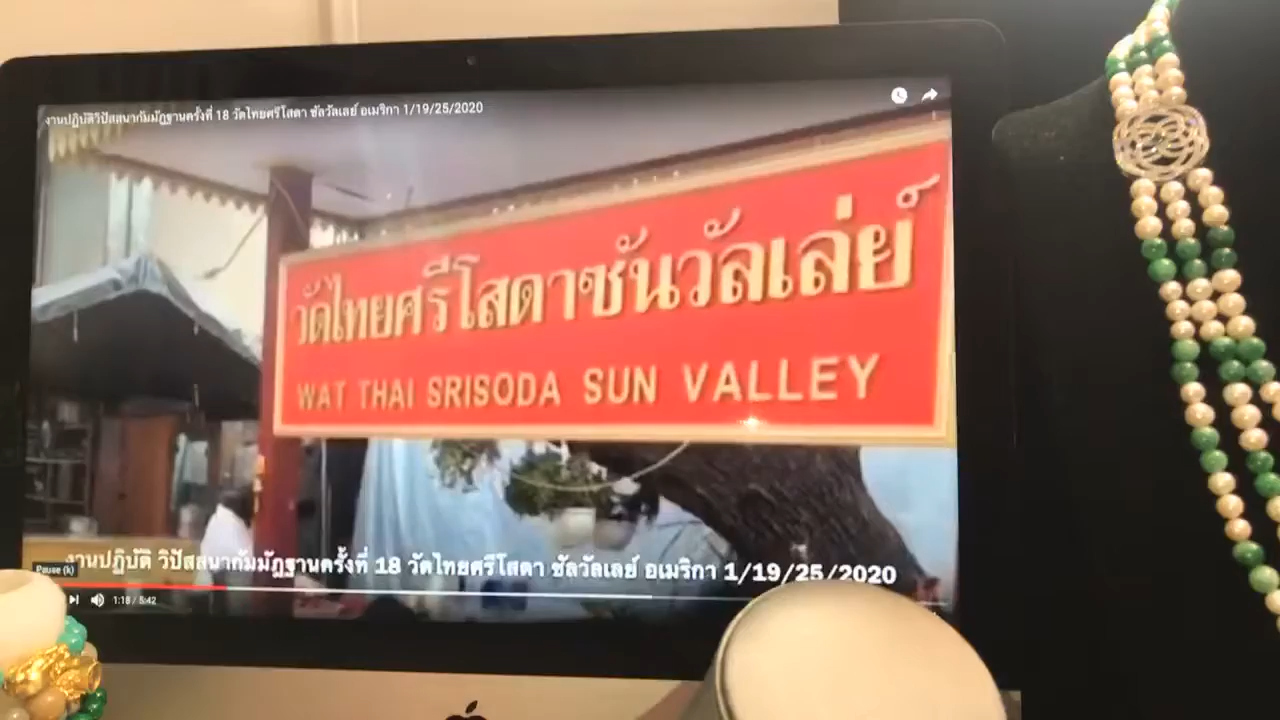 งานปฏิบัติวิปัสสนากัมมัฏฐานครั้งที่ 18 วัดไทยศรีโสดา ซัลวัลเลย์ อเมริกา 1/19/25/2020
วัดไทยศรีโสดาซันวัลเล่ย์
WAT THAI SRISODA SUN VALLEY
งานปฏิบัติ วิปัสสนากัมมัฏฐานครั้งที่ 18 วัดไทยศรีโสดา ซัลวัลเลย์ อเมริกา 1/19/25/2020
Pause (k)
1:18 / 5:42